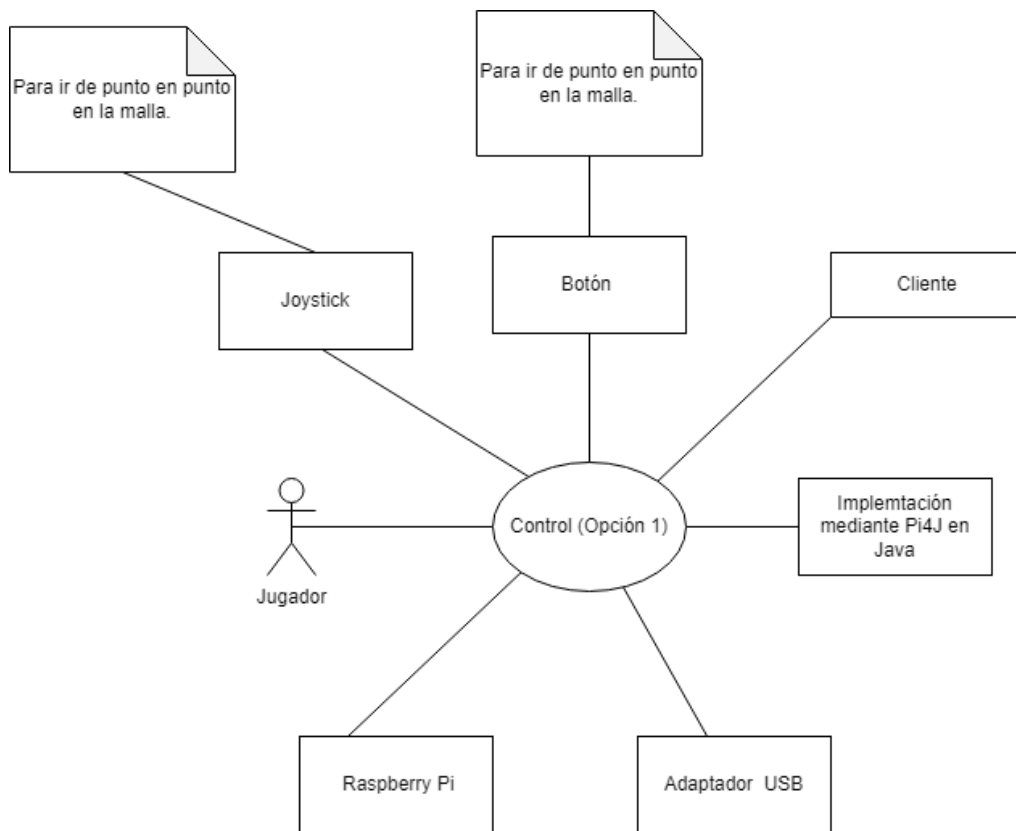 Para ir de punto en punto
en la malla.
Para ir de punto en punto
en la malla.
Joystick
Botón
Cliente
Control (Opción 1)
Implemtación
mediante Pi4J en
Java
Jugador
Raspberry Pi
Adaptador USB